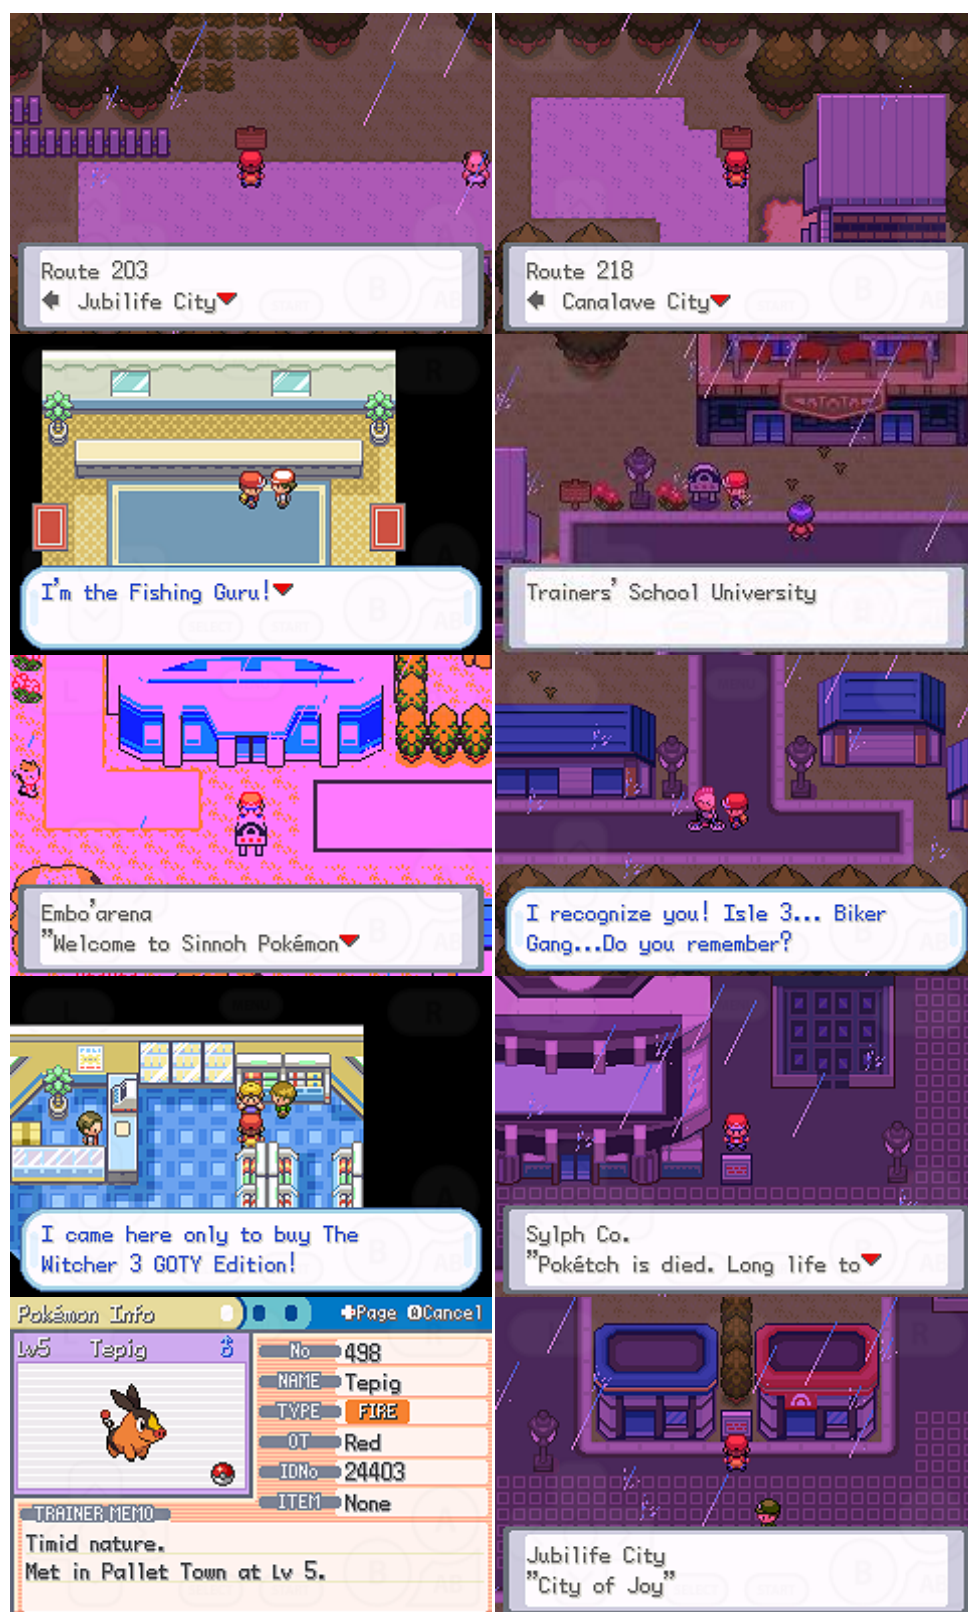 Route 203
← Jubilife City
Route 218
← Canalave City
I'm the Fishing Guru!
Trainers' School University
Embo'arena
"Welcome to Sinnoh Pokémon
I recognize you! Isle 3... Biker
Gang...Do you remember?
I came here only to buy The
Witcher 3 GOTY Edition!
Sylph Co.
"Pokétch is died. Long life to
Pokémon Info
+Page ⒶCancel
Lv5 Tepig ♂
No 498
NAME Tepig
TYPE FIRE
OT Red
IDNo 24403
ITEM None
TRAINER MEMO
Timid nature.
Met in Pallet Town at Lv 5.
Jubilife City
"City of Joy"